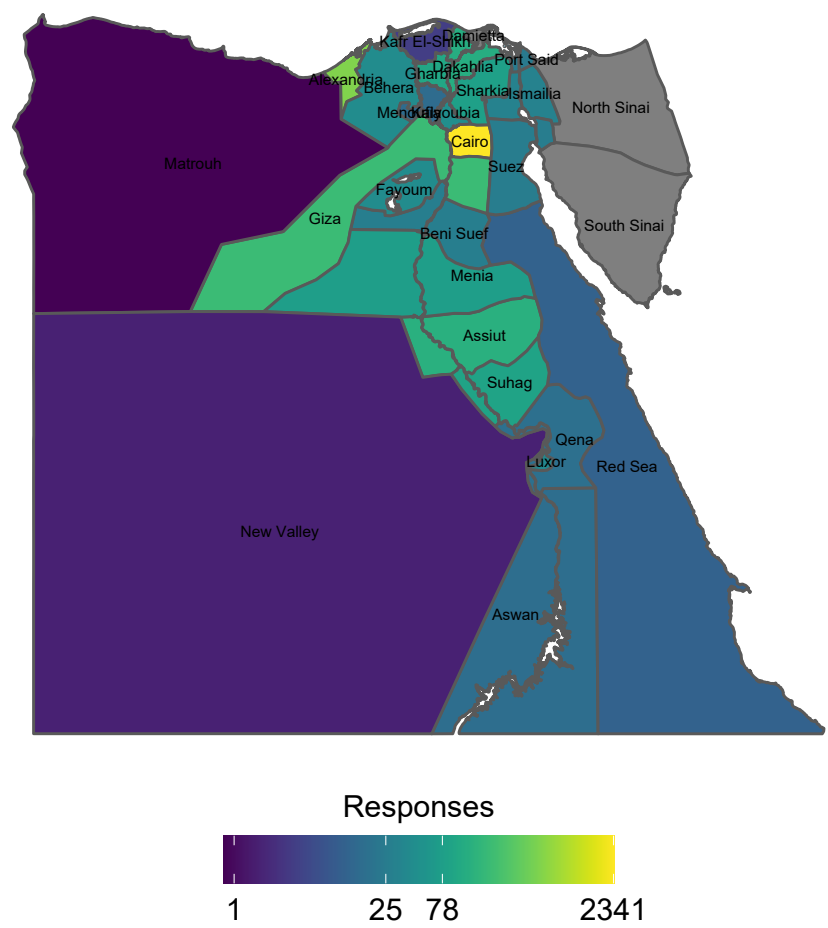 Damietta
Kafr El-Shikh
Port Said
Dakahlia
Gharbia
Alexandria
Behera
Sharkia
Ismailia
North Sinai
Menoufia
Kalyoubia
Cairo
Matrouh
Suez
Fayoum
Giza
South Sinai
Beni Suef
Menia
Assiut
Suhag
Qena
Luxor
Red Sea
New Valley
Aswan
Responses
1 25 78 2341